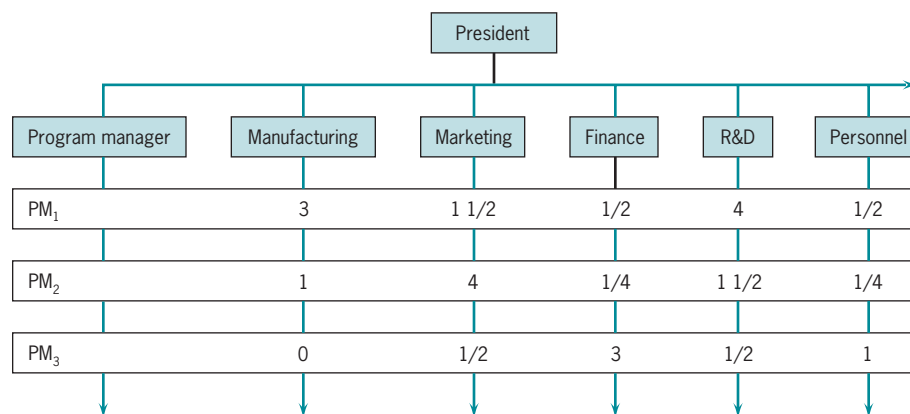 President
Program manager Manufacturing Marketing Finance R&D Personnel
PM₁ 3 1 1/2 1/2 4 1/2
PM₂ 1 4 1/4 1 1/2 1/4
PM₃ 0 1/2 3 1/2 1